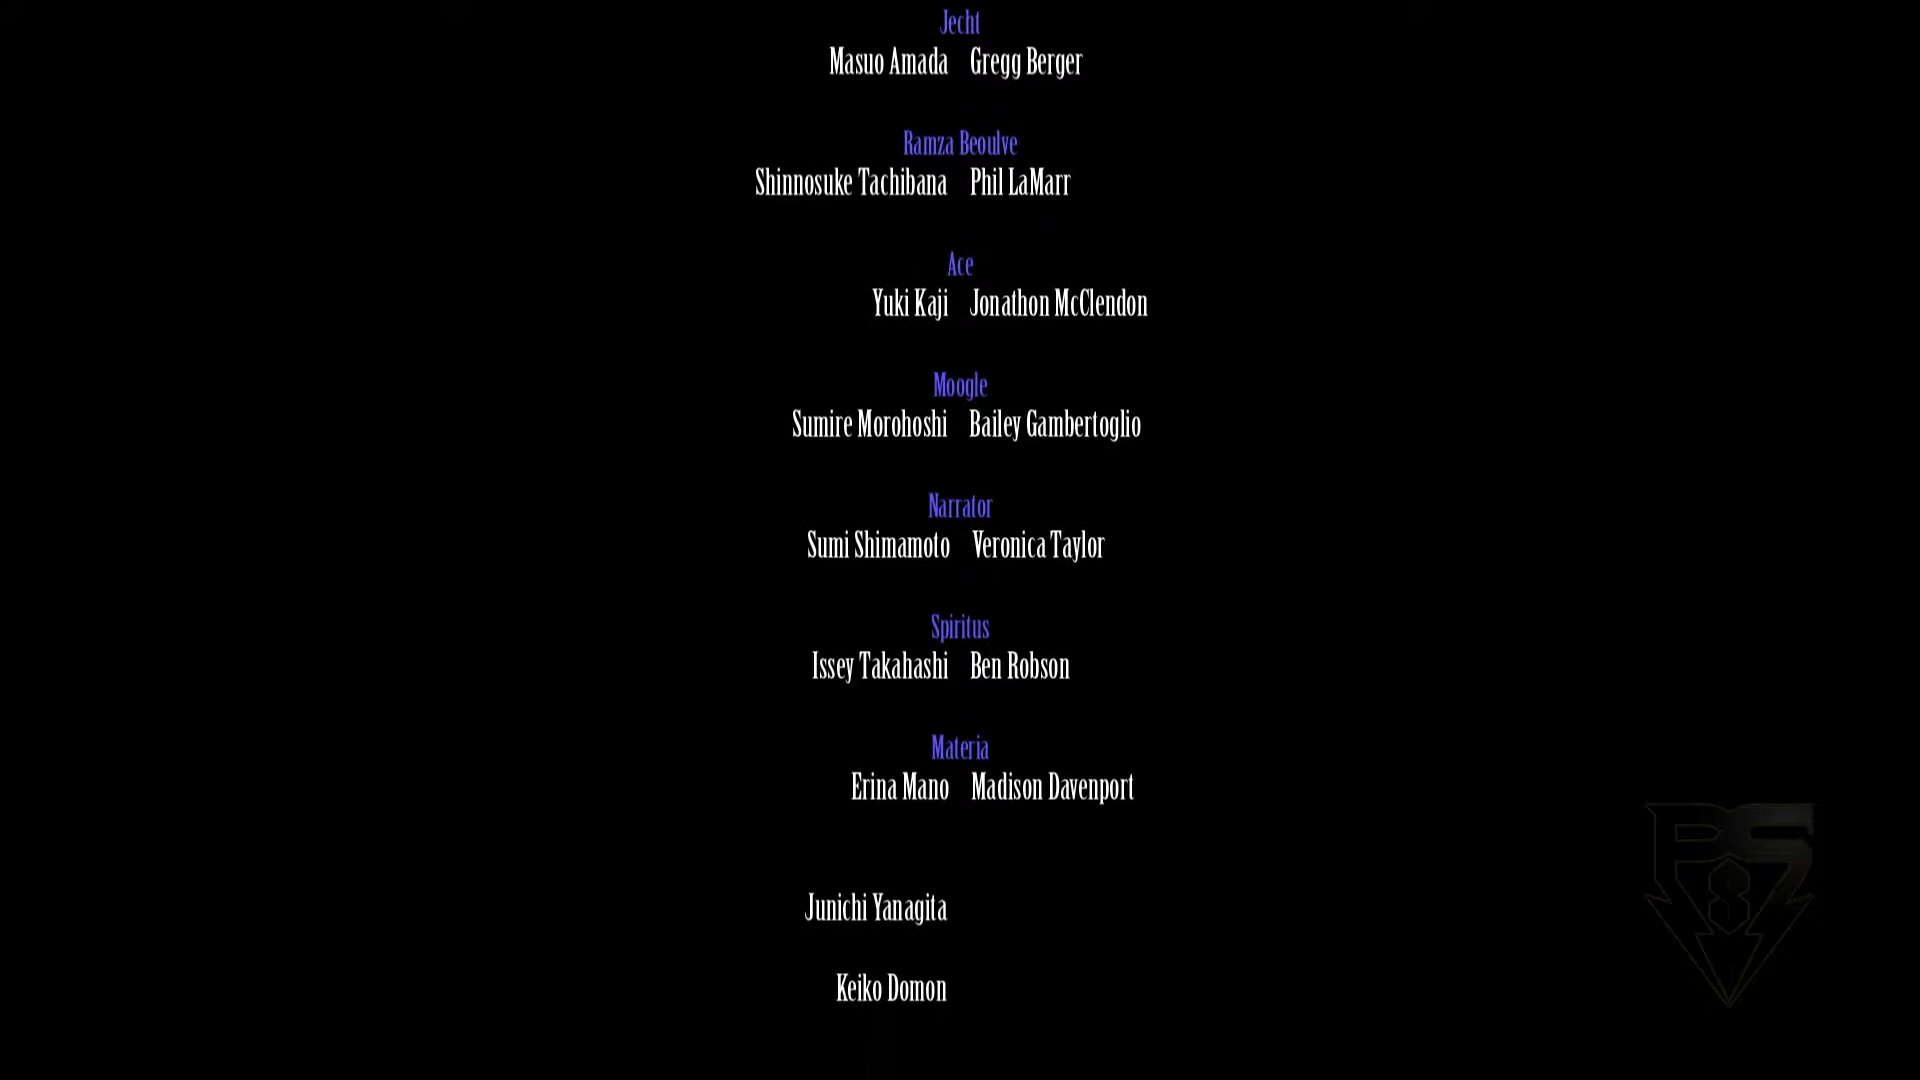 Jecht
Masuo Amada Gregg Berger
Ramza Beoulve
Shinnosuke Tachibana Phil LaMarr
Ace
Yuki Kaji Jonathon McClendon
Moogle
Sumire Morohoshi Bailey Gambertoglio
Narrator
Sumi Shimamoto Veronica Taylor
Spiritus
Issey Takahashi Ben Robson
Materia
Erina Mano Madison Davenport
Junichi Yanagita
Keiko Domon
PS
8